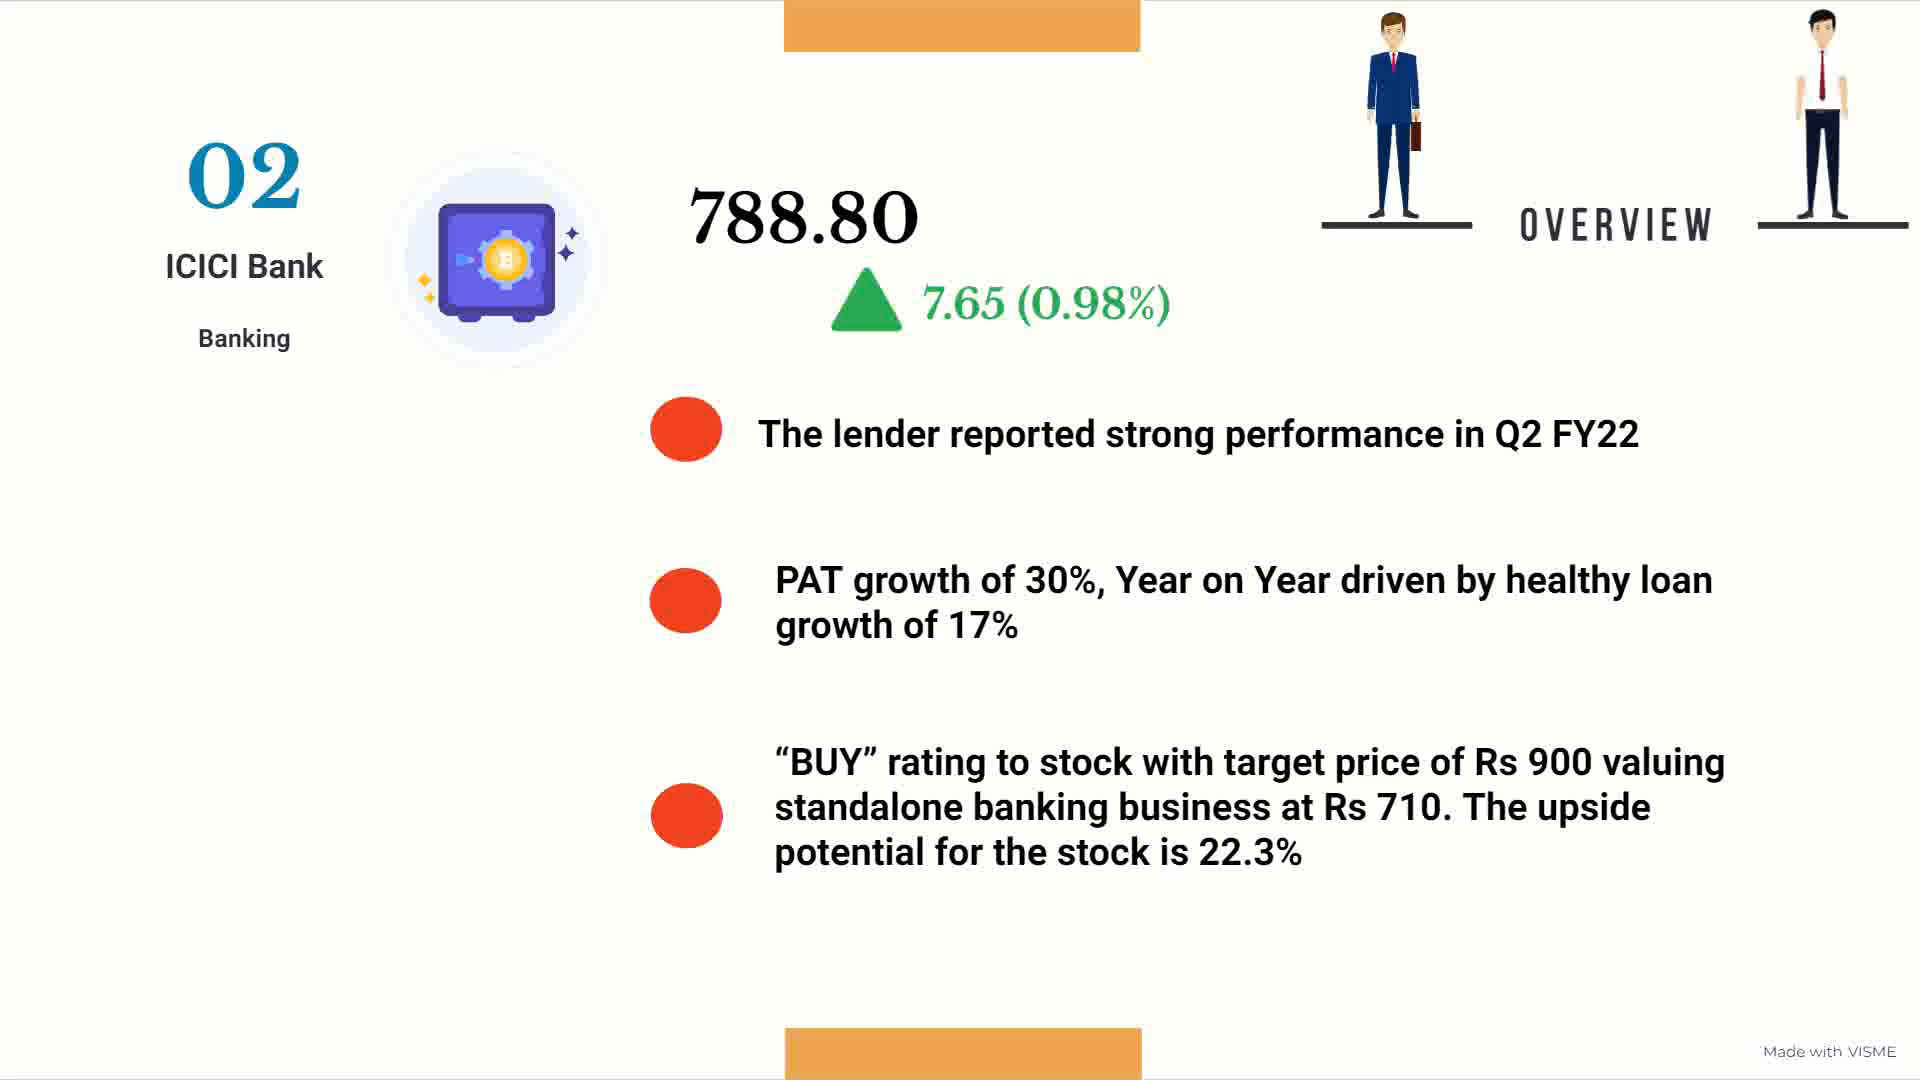 02
ICICI Bank
Banking
788.80
7.65 (0.98%)
OVERVIEW
The lender reported strong performance in Q2 FY22
PAT growth of 30%, Year on Year driven by healthy loan
growth of 17%
“BUY” rating to stock with target price of Rs 900 valuing
standalone banking business at Rs 710. The upside
potential for the stock is 22.3%
Made with VISME